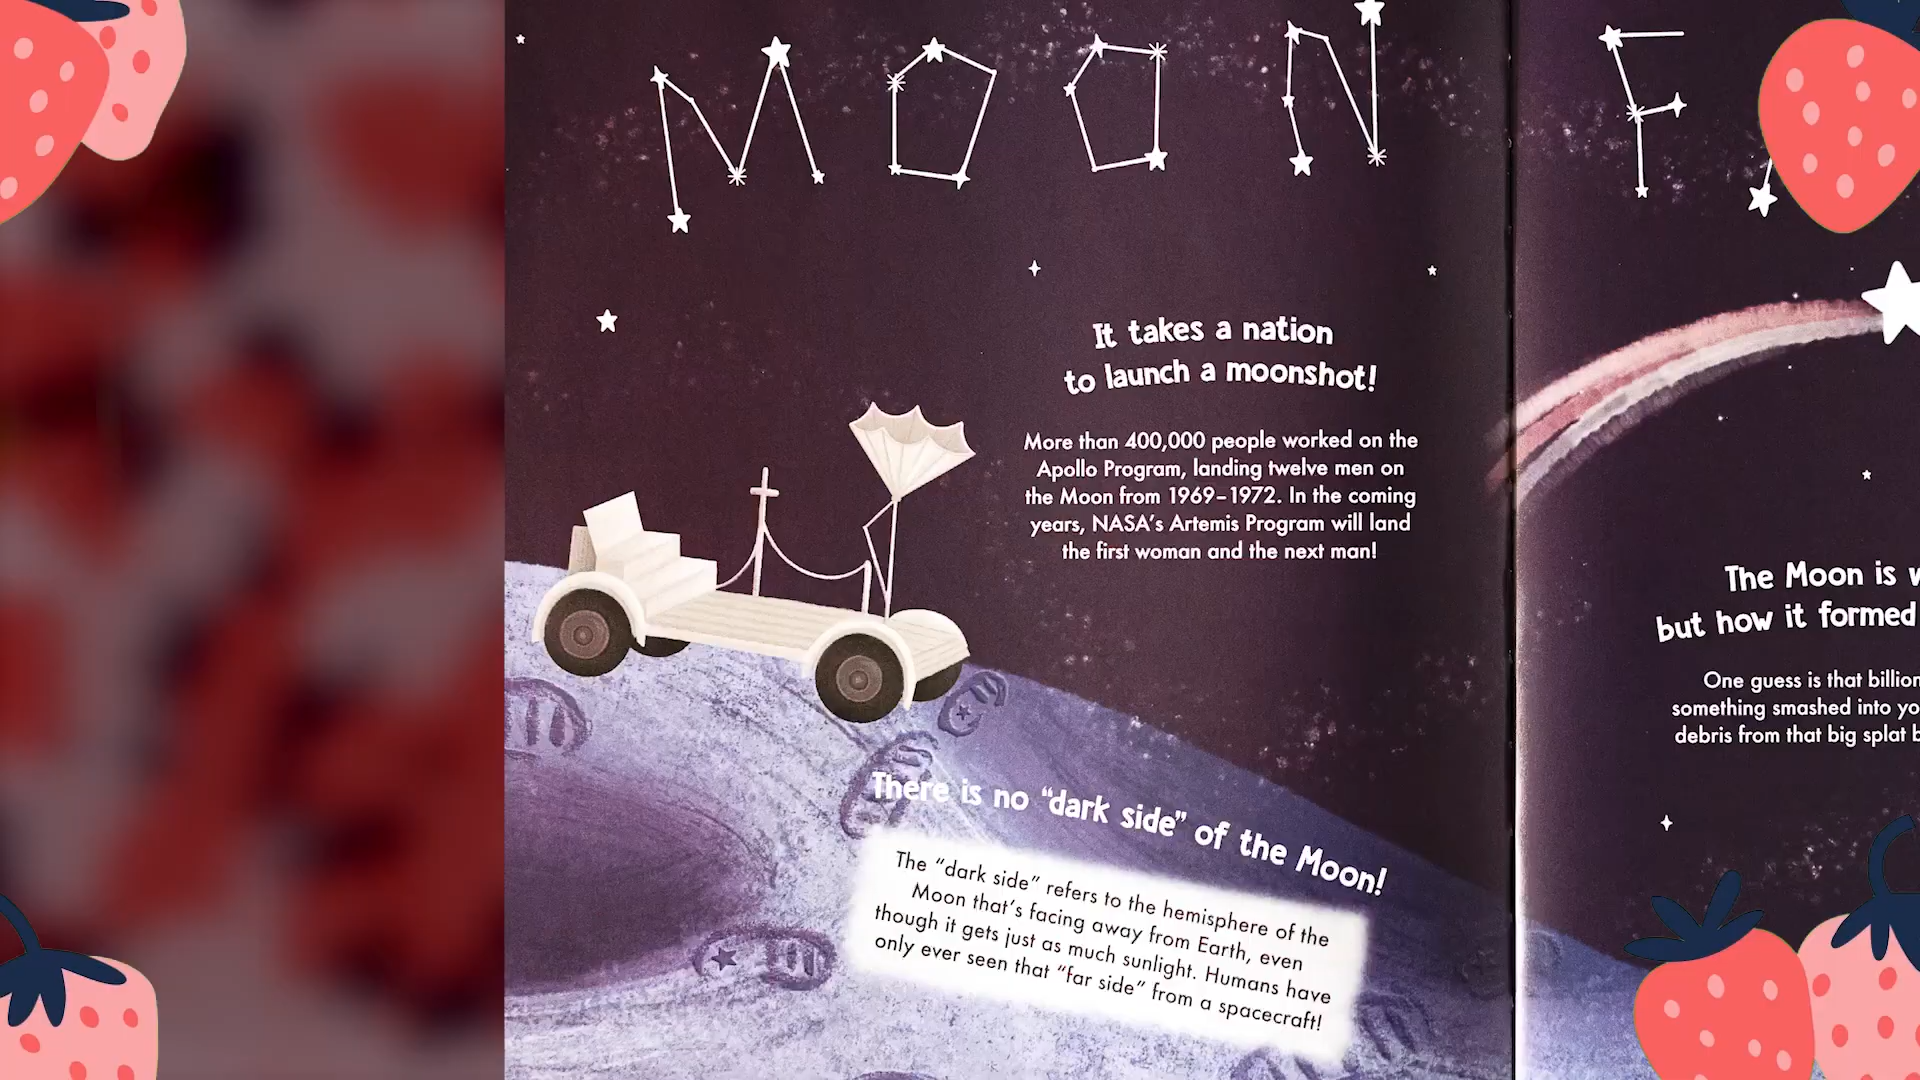 MOON
It takes a nation
to launch a moonshot!
More than 400,000 people worked on the
Apollo Program, landing twelve men on
the Moon from 1969–1972. In the coming
years, NASA's Artemis Program will land
the first woman and the next man!
There is no “dark side” of the Moon!
The “dark side” refers to the hemisphere of the
Moon that's facing away from Earth, even
though it gets just as much sunlight. Humans have
only ever seen that “far side” from a spacecraft!
F
The Moon is
but how it formed
One guess is that
something smashed into
debris from that big splat